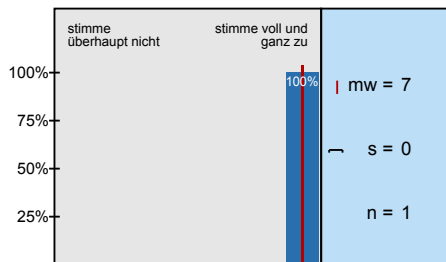 stimme
überhaupt nicht
stimme voll und
ganz zu
100%
75%
50%
25%
100%
mw = 7
s = 0
n = 1